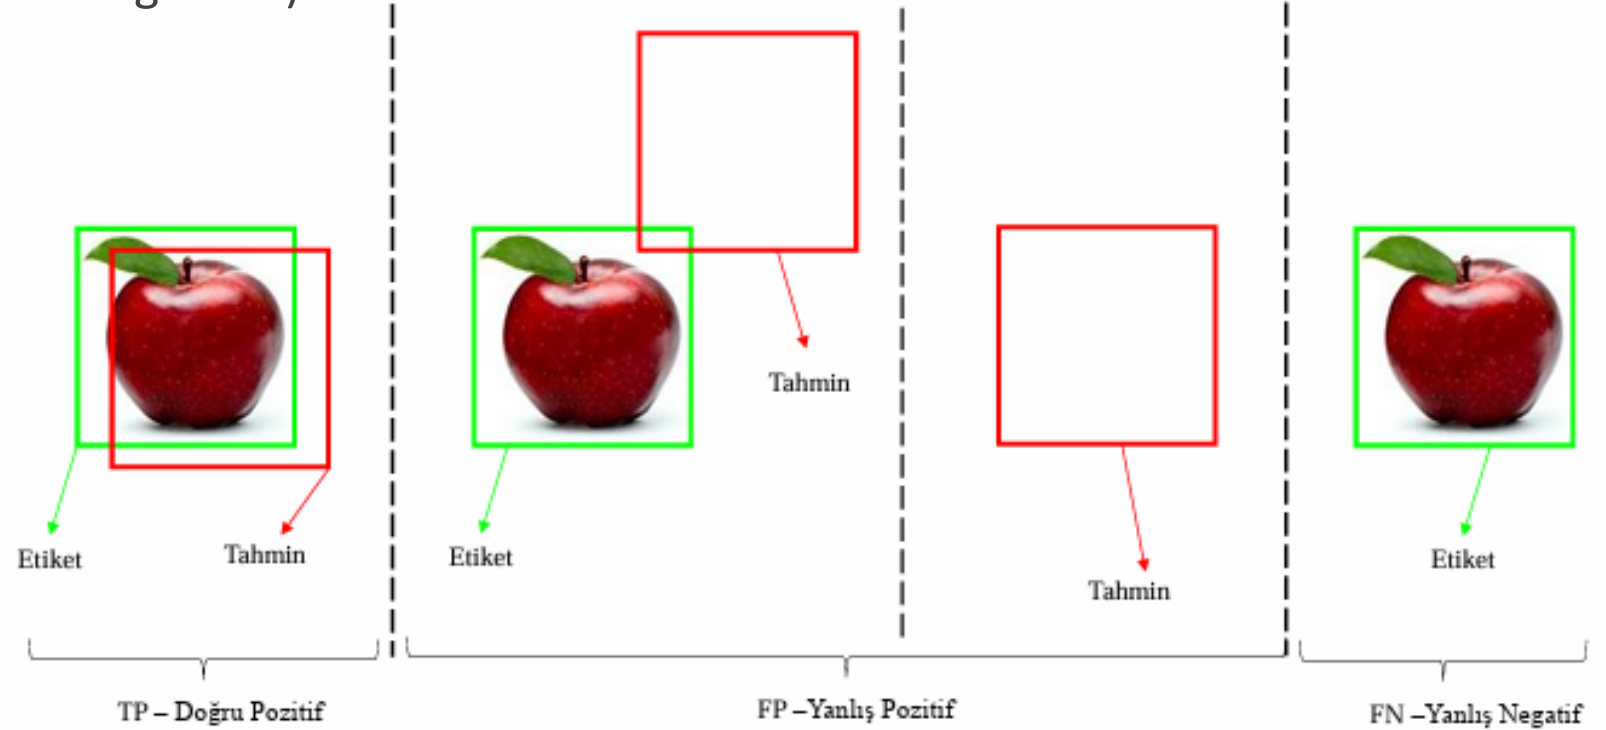 Etiket
Tahmin
Etiket
Tahmin
Tahmin
Etiket
TP – Doğru Pozitif
FP –Yanlış Pozitif
FN –Yanlış Negatif